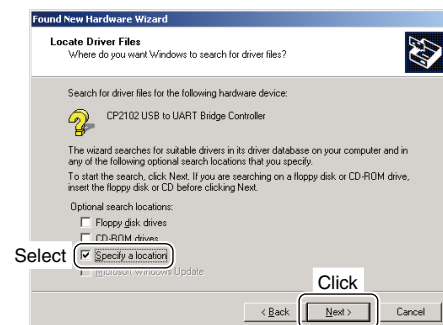 Found New Hardware Wizard
Locate Driver Files
Where do you want Windows to search for driver files?
Search for driver files for the following hardware device:
CP2102 USB to UART Bridge Controller
The wizard searches for suitable drivers in its driver database on your computer and in
any of the following optional search locations that you specify.
To start the search, click Next. If you are searching on a floppy disk or CD-ROM drive,
insert the floppy disk or CD before clicking Next.
Optional search locations:
Floppy disk drives
CD-ROM drives
Select Specify a location
Microsoft Windows Update
Click
< Back Next > Cancel